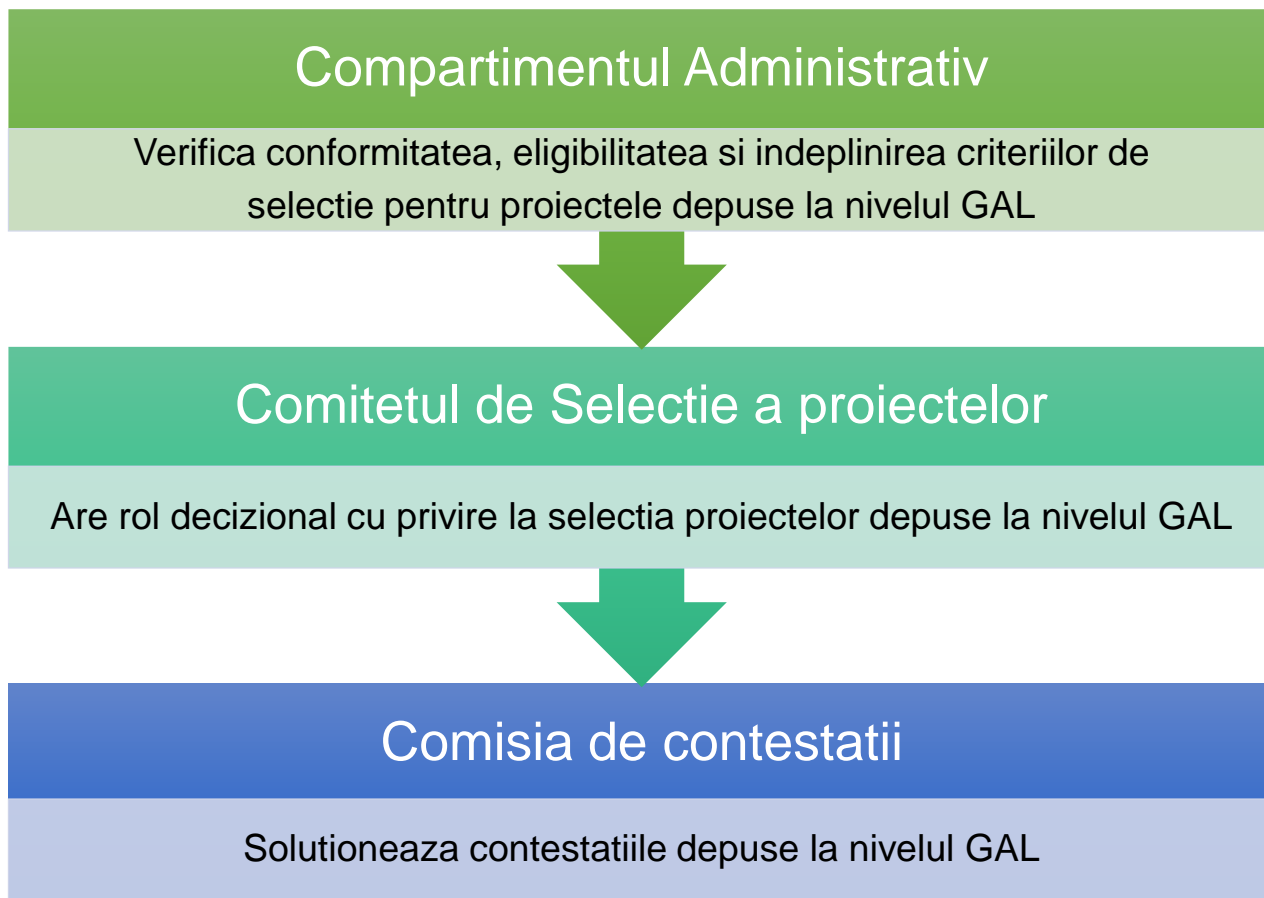 Compartimentul Administrativ
Verifica conformitatea, eligibilitatea si indeplinirea criteriilor de
selectie pentru proiectele depuse la nivelul GAL
Comitetul de Selectie a proiectelor
Are rol decizional cu privire la selectia proiectelor depuse la nivelul GAL
Comisia de contestatii
Solutioneaza contestatiile depuse la nivelul GAL